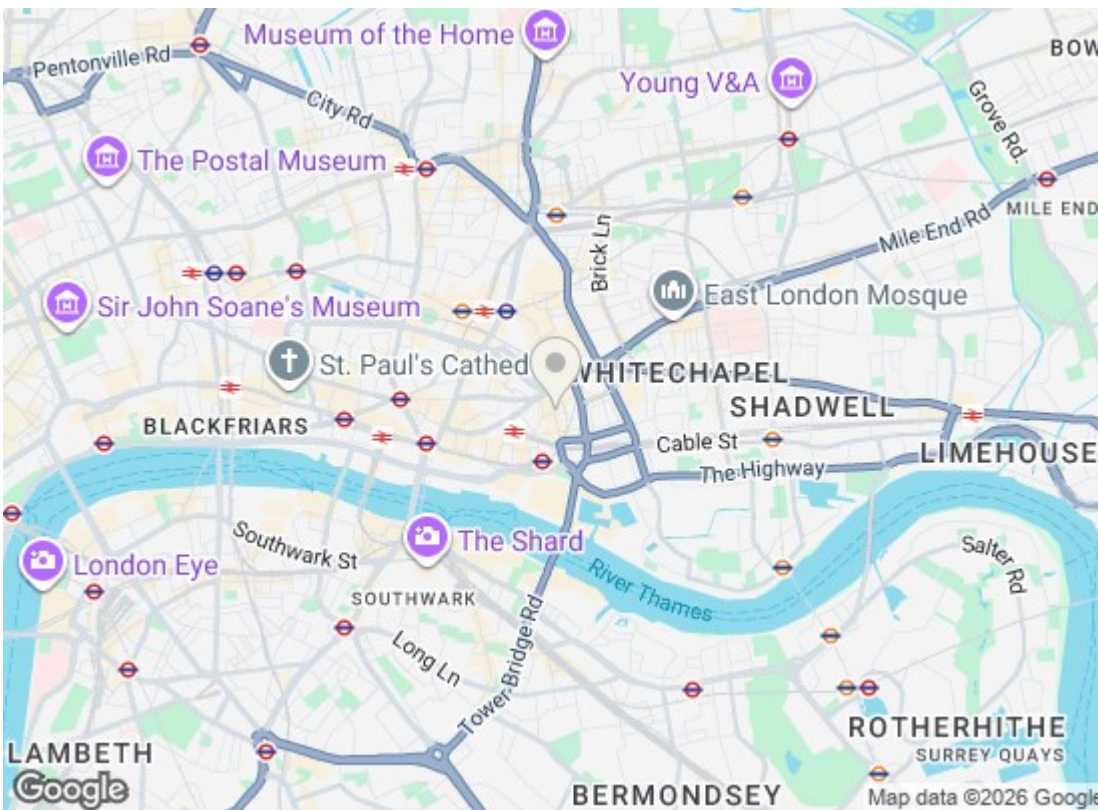 Museum of the Home
BOW
Pentonville Rd
Young V&A
City Rd
Grove Rd.
The Postal Museum
MILE END
Brick Ln
Mile End Rd
Sir John Soane's Museum
East London Mosque
St. Paul's Cathed
WHITECHAPEL
SHADWELL
BLACKFRIARS
Cable St
LIMEHOUSE
The Highway
Southwark St
The Shard
London Eye
River Thames
Salter Rd
SOUTHWARK
Long Ln
Tower Bridge Rd
ROTHERHITHE
LAMBETH
SURREY QUAYS
Google
BERMONDSEY
Map data ©2026 Google